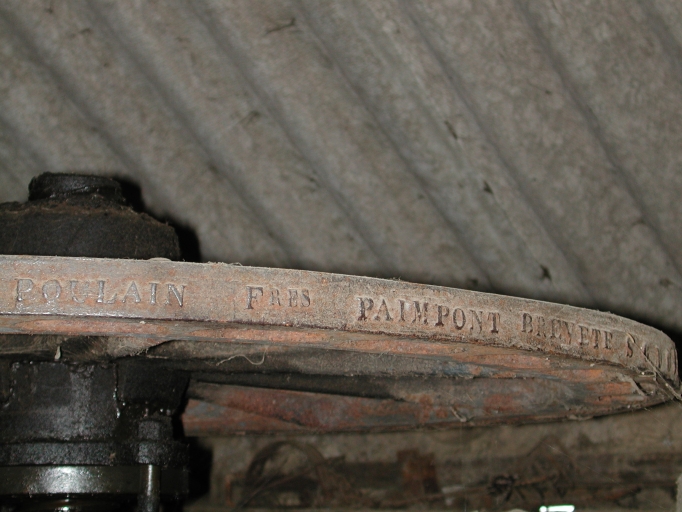 POULAIN FRES PAIMPONT BREVETE